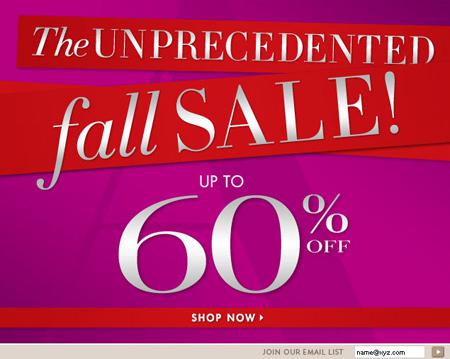 The UNPRECEDENTED
fall SALE!
UP TO
60% OFF
SHOP NOW
JOIN OUR EMAIL LIST name@xyz.com